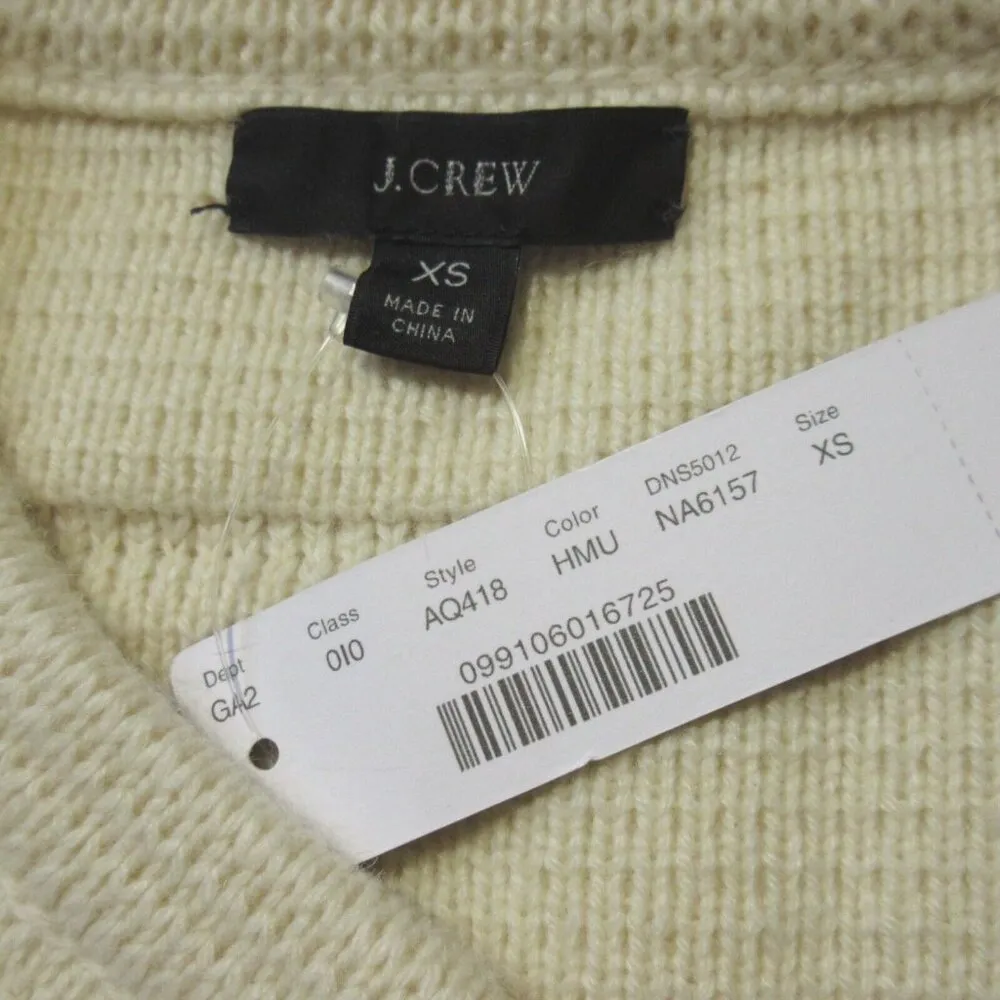 J.CREW
XS
MADE IN
CHINA
Dept Class Style Color DNS5012 Size
GA2 0I0 AQ418 HMU NA6157 XS
099106016725